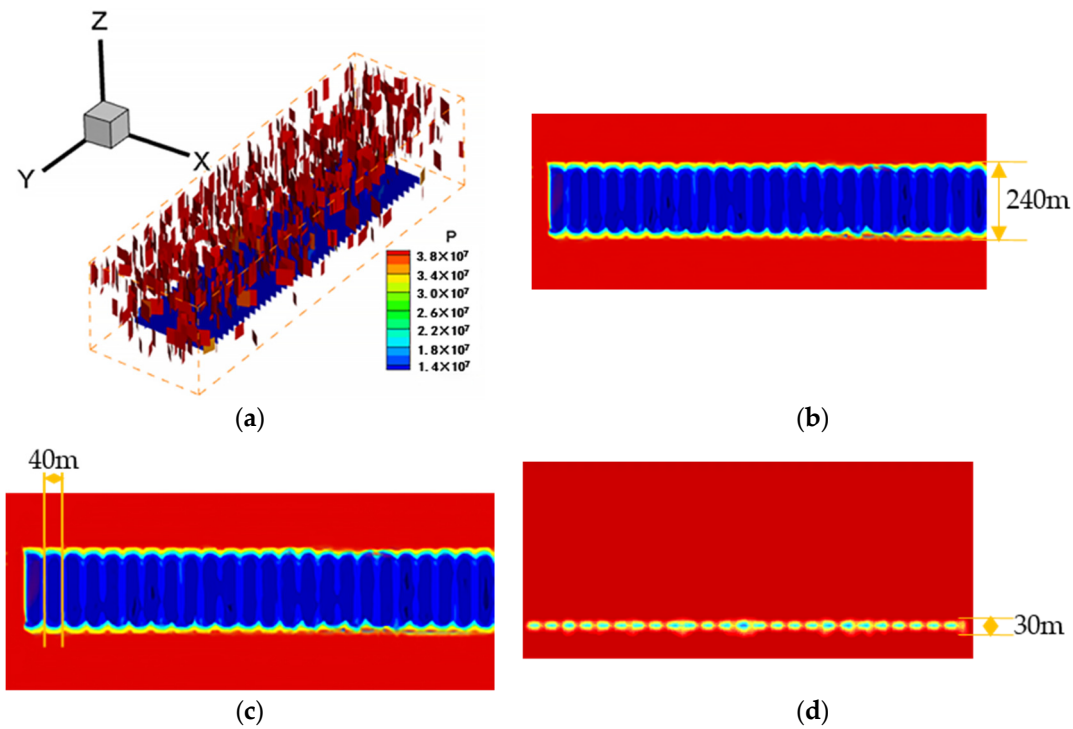 Z
Y
X
P
3.8×10⁷
3.4×10⁷
3.0×10⁷
2.6×10⁷
2.2×10⁷
1.8×10⁷
1.4×10⁷
(a)
240m
(b)
40m
(c)
30m
(d)